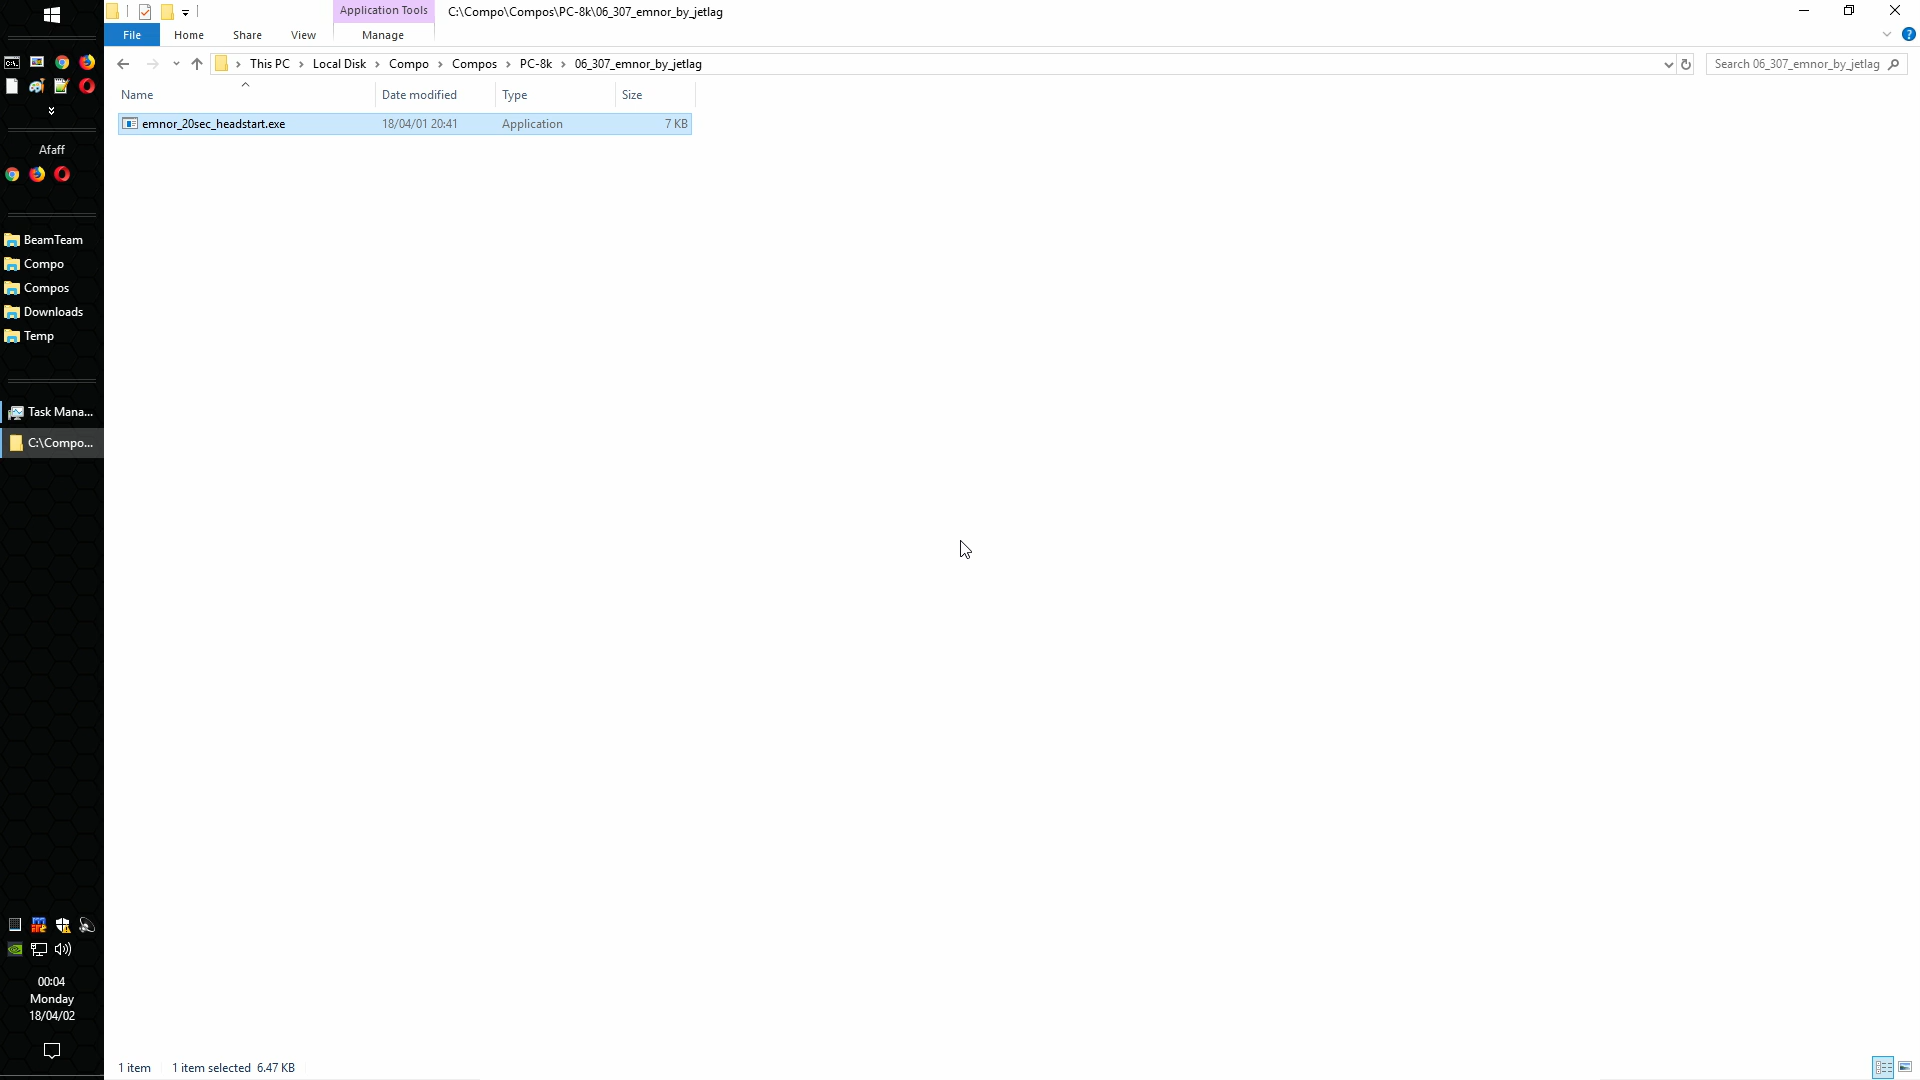 Application Tools
C:\Compo\Compos\PC-8k\06_307_emnor_by_jetlag
File Home Share View Manage
This PC Local Disk Compo Compos PC-8k 06_307_emnor_by_jetlag
Search 06_307_emnor_by_jetlag
Name Date modified Type Size
emnor_20sec_headstart.exe 18/04/01 20:41 Application 7 KB
Afaff
BeamTeam
Compo
Compos
Downloads
Temp
Task Mana...
C:\Compo...
00:04
Monday
18/04/02
1 item 1 item selected 6.47 KB